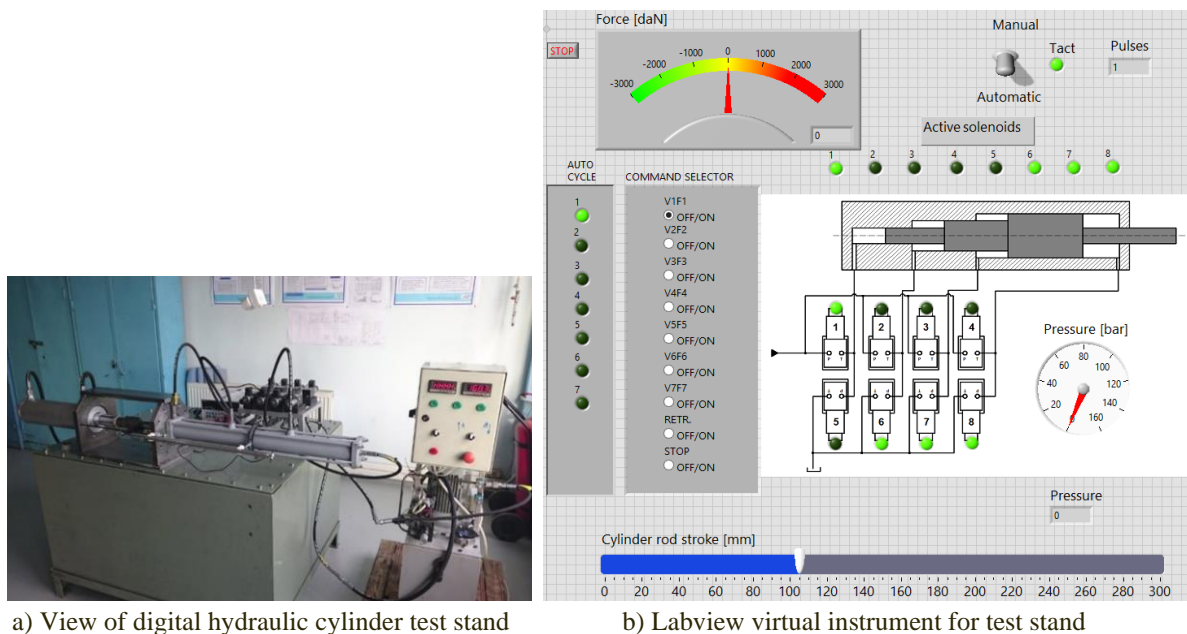 Force [daN]
STOP
-3000 -2000 -1000 0 1000 2000 3000
0
Manual
Tact
Pulses
1
Automatic
Active solenoids
1 2 3 4 5 6 7 8
AUTO
CYCLE
1
2
3
4
5
6
7
COMMAND SELECTOR
V1F1
OFF/ON
V2F2
OFF/ON
V3F3
OFF/ON
V4F4
OFF/ON
V5F5
OFF/ON
V6F6
OFF/ON
V7F7
OFF/ON
RETR.
OFF/ON
STOP
OFF/ON
1 2 3 4
5 6 7 8
Pressure [bar]
0 20 40 60 80 100 120 140 160
Pressure
0
Cylinder rod stroke [mm]
0 20 40 60 80 100 120 140 160 180 200 220 240 260 280 300
a) View of digital hydraulic cylinder test stand
b) Labview virtual instrument for test stand